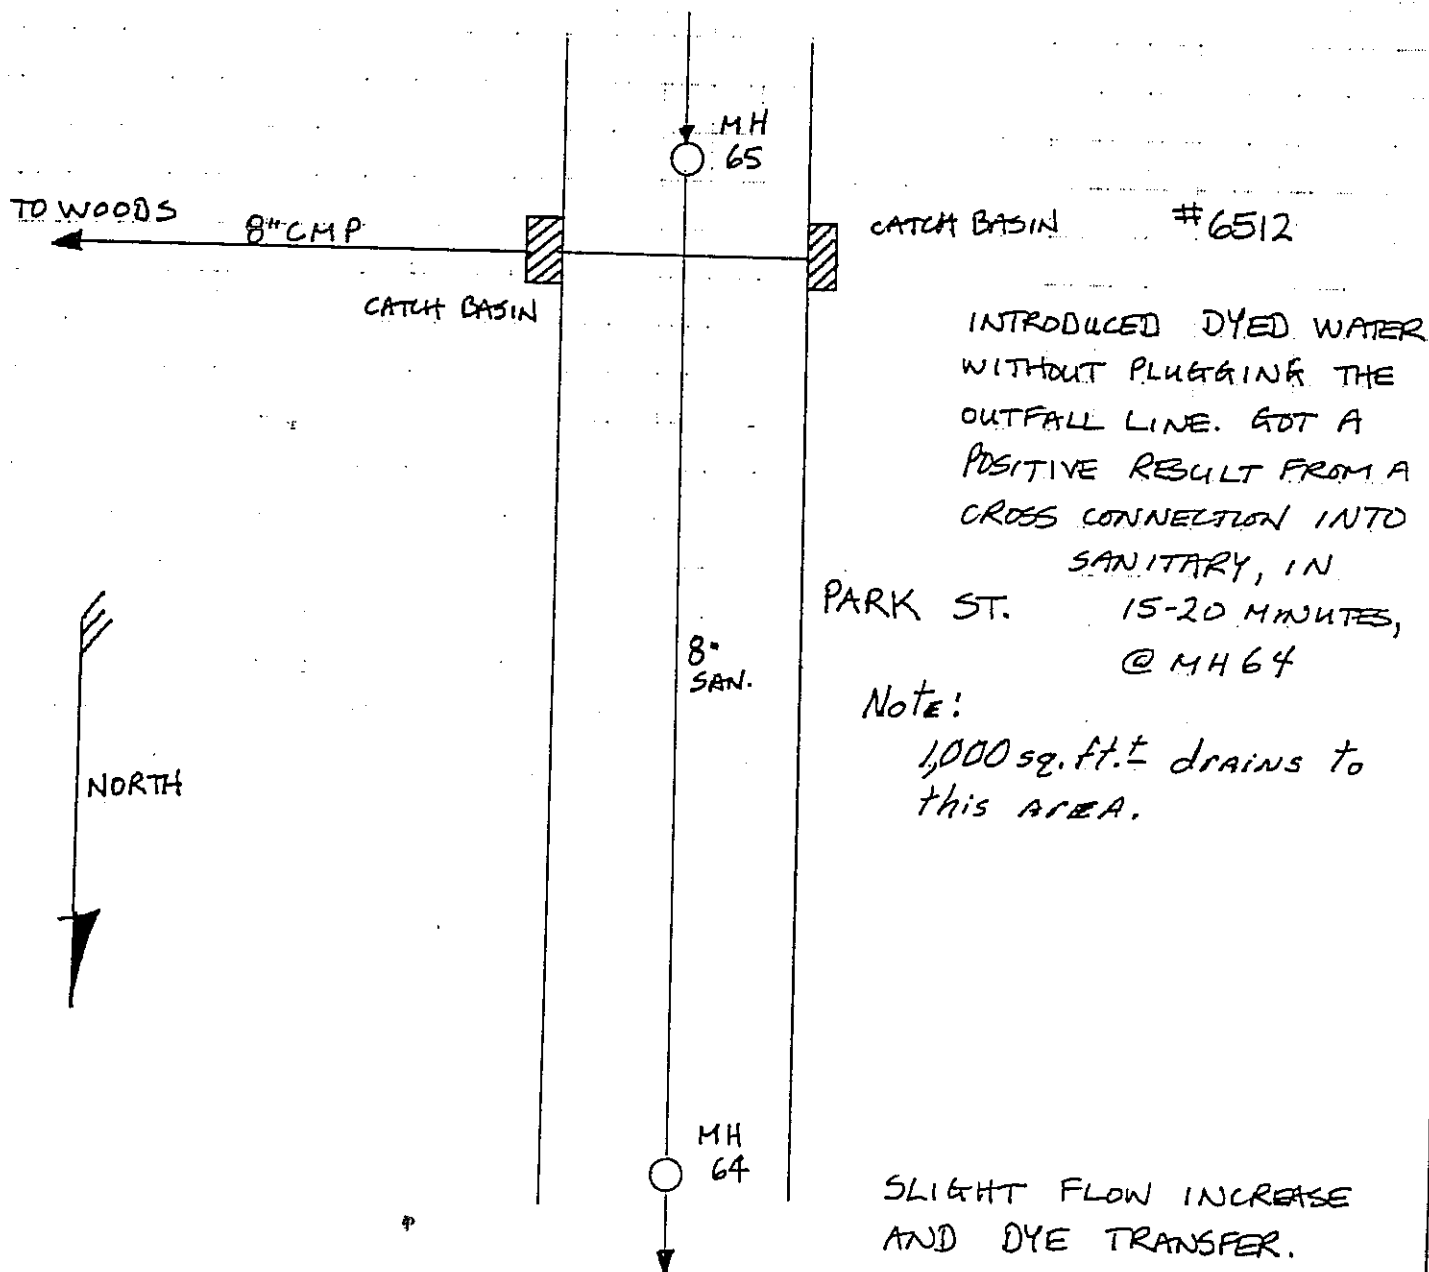 MH
65
TO WOODS
8" CMP
CATCH BASIN #6512
CATCH BASIN
INTRODUCED DYED WATER
WITHOUT PLUGGING THE
OUTFALL LINE. GOT A
POSITIVE RESULT FROM A
CROSS CONNECTION INTO
SANITARY, IN
PARK ST. 15-20 MINUTES,
@ MH 64
8"
SAN.
Note:
1,000 sq. ft. ± drains to
this area.
NORTH
MH
64
SLIGHT FLOW INCREASE
AND DYE TRANSFER.